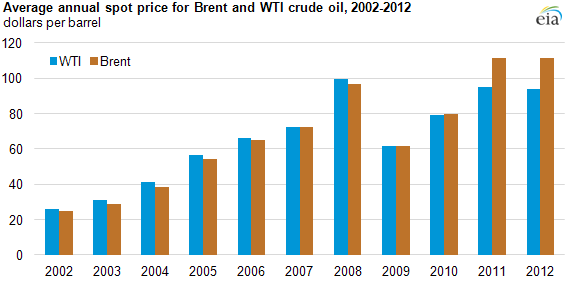 Average annual spot price for Brent and WTI crude oil, 2002-2012
dollars per barrel
eia
120
WTI Brent
100
80
60
40
20
0
2002 2003 2004 2005 2006 2007 2008 2009 2010 2011 2012